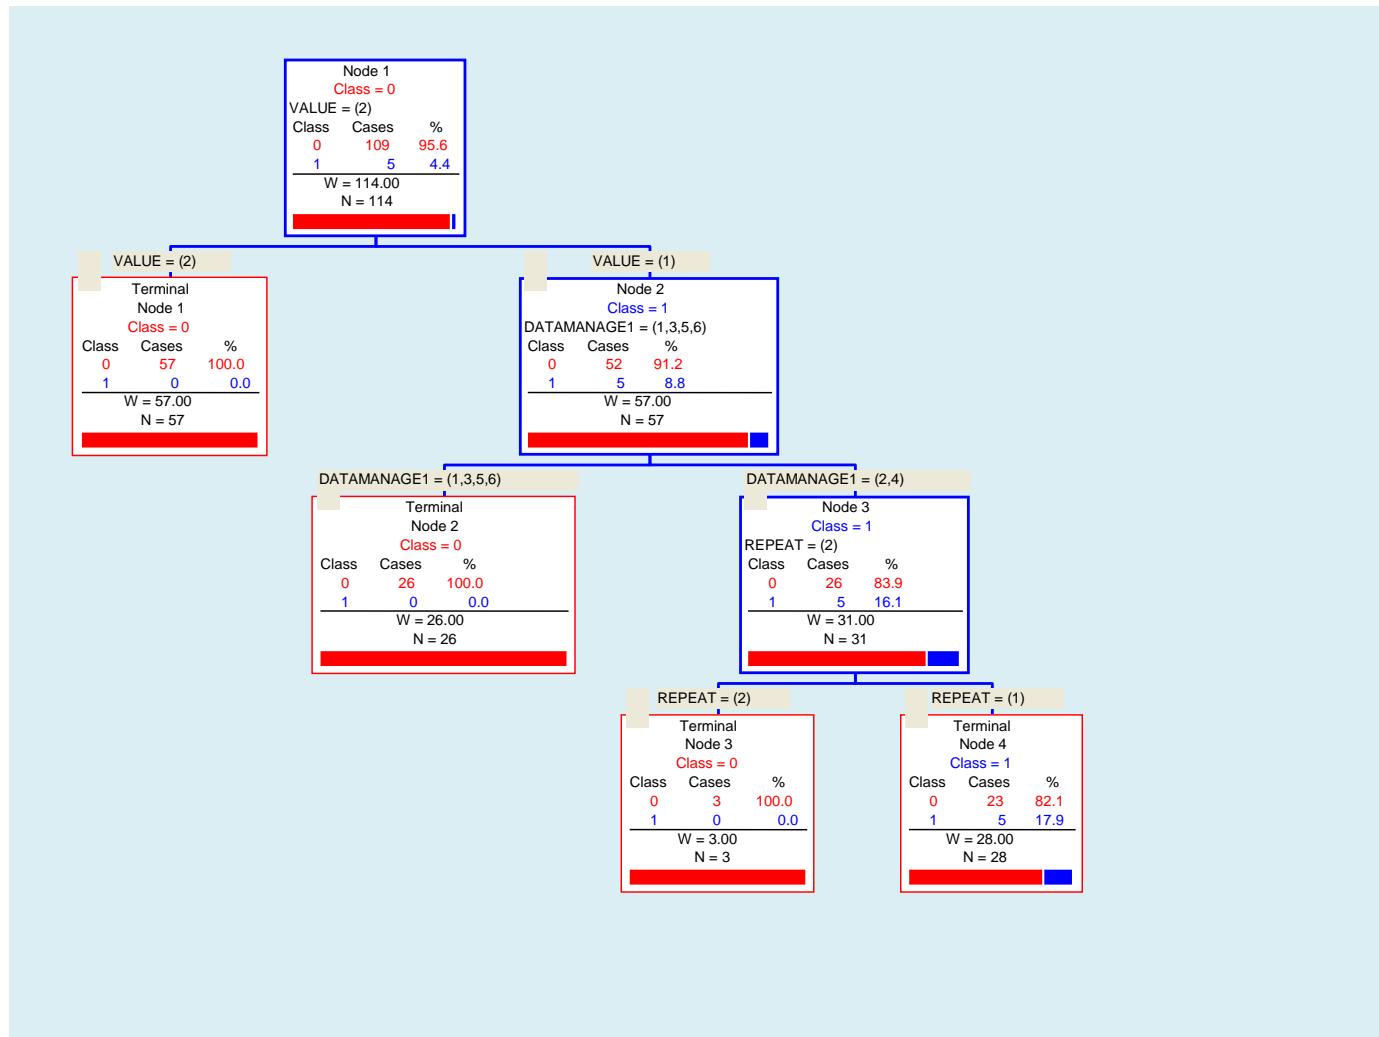 Node 1
Class = 0
VALUE = (2)
Class Cases %
0 109 95.6
1 5 4.4
W = 114.00
N = 114
VALUE = (2)
Terminal
Node 1
Class = 0
Class Cases %
0 57 100.0
1 0 0.0
W = 57.00
N = 57
VALUE = (1)
Node 2
Class = 1
DATAMANAGE1 = (1,3,5,6)
Class Cases %
0 52 91.2
1 5 8.8
W = 57.00
N = 57
DATAMANAGE1 = (1,3,5,6)
Terminal
Node 2
Class = 0
Class Cases %
0 26 100.0
1 0 0.0
W = 26.00
N = 26
DATAMANAGE1 = (2,4)
Node 3
Class = 1
REPEAT = (2)
Class Cases %
0 26 83.9
1 5 16.1
W = 31.00
N = 31
REPEAT = (2)
Terminal
Node 3
Class = 0
Class Cases %
0 3 100.0
1 0 0.0
W = 3.00
N = 3
REPEAT = (1)
Terminal
Node 4
Class = 1
Class Cases %
0 23 82.1
1 5 17.9
W = 28.00
N = 28